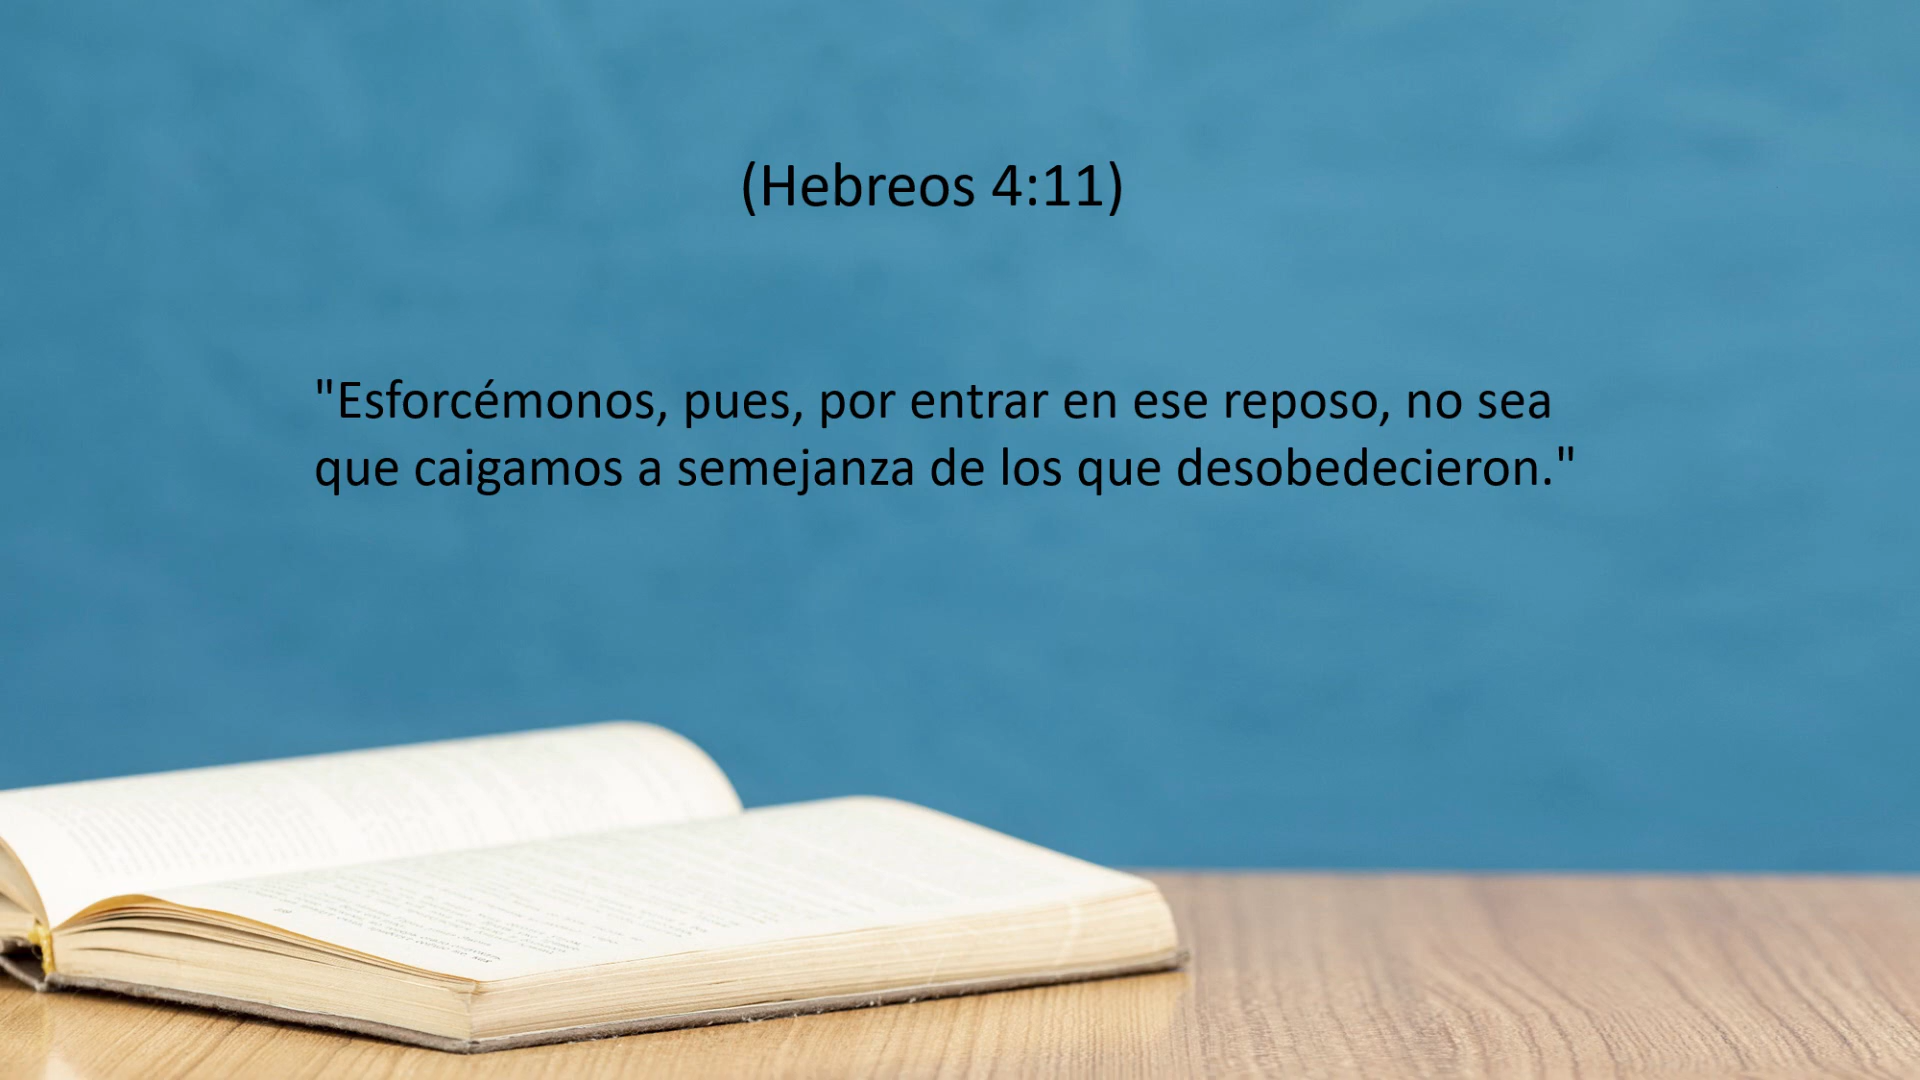 (Hebreos 4:11)
"Esforcémonos, pues, por entrar en ese reposo, no sea
que caigamos a semejanza de los que desobedecieron."